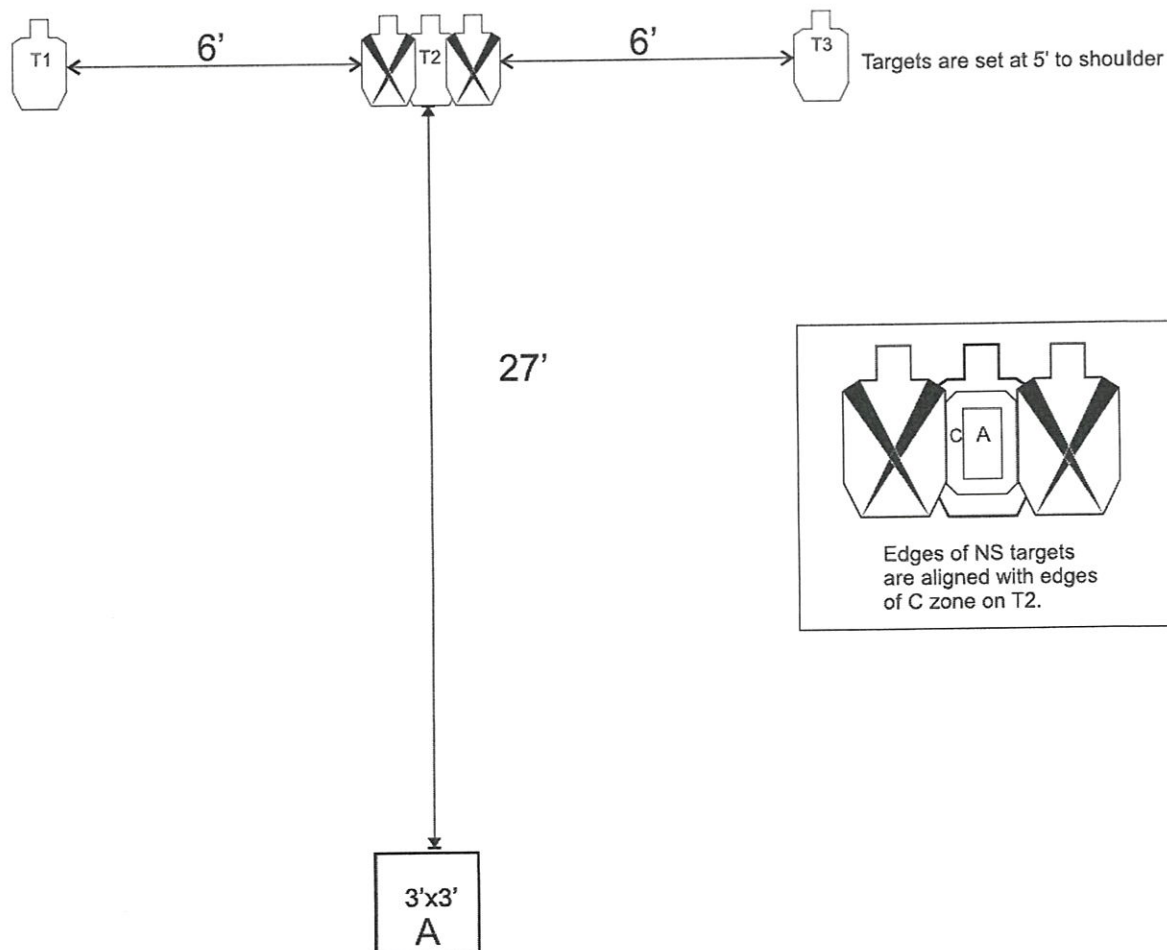 T1
6’
T2
6’
T3
Targets are set at 5’ to shoulder
27’
C
A
Edges of NS targets
are aligned with edges
of C zone on T2.
3’x3’
A